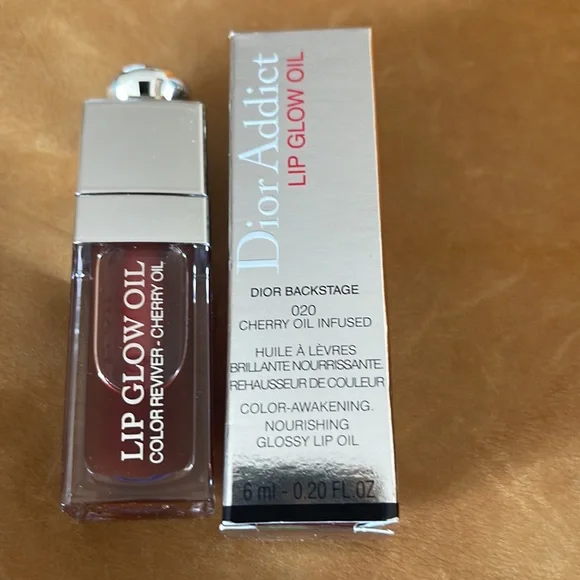 LIP GLOW OIL
COLOR REVIVER - CHERRY OIL
Dior Addict
LIP GLOW OIL
DIOR BACKSTAGE
020
CHERRY OIL INFUSED
HUILE À LÈVRES
BRILLANTE NOURRISSANTE.
REHAUSSEUR DE COULEUR
COLOR-AWAKENING.
NOURISHING
GLOSSY LIP OIL
6 ml - 0.20 FL.OZ